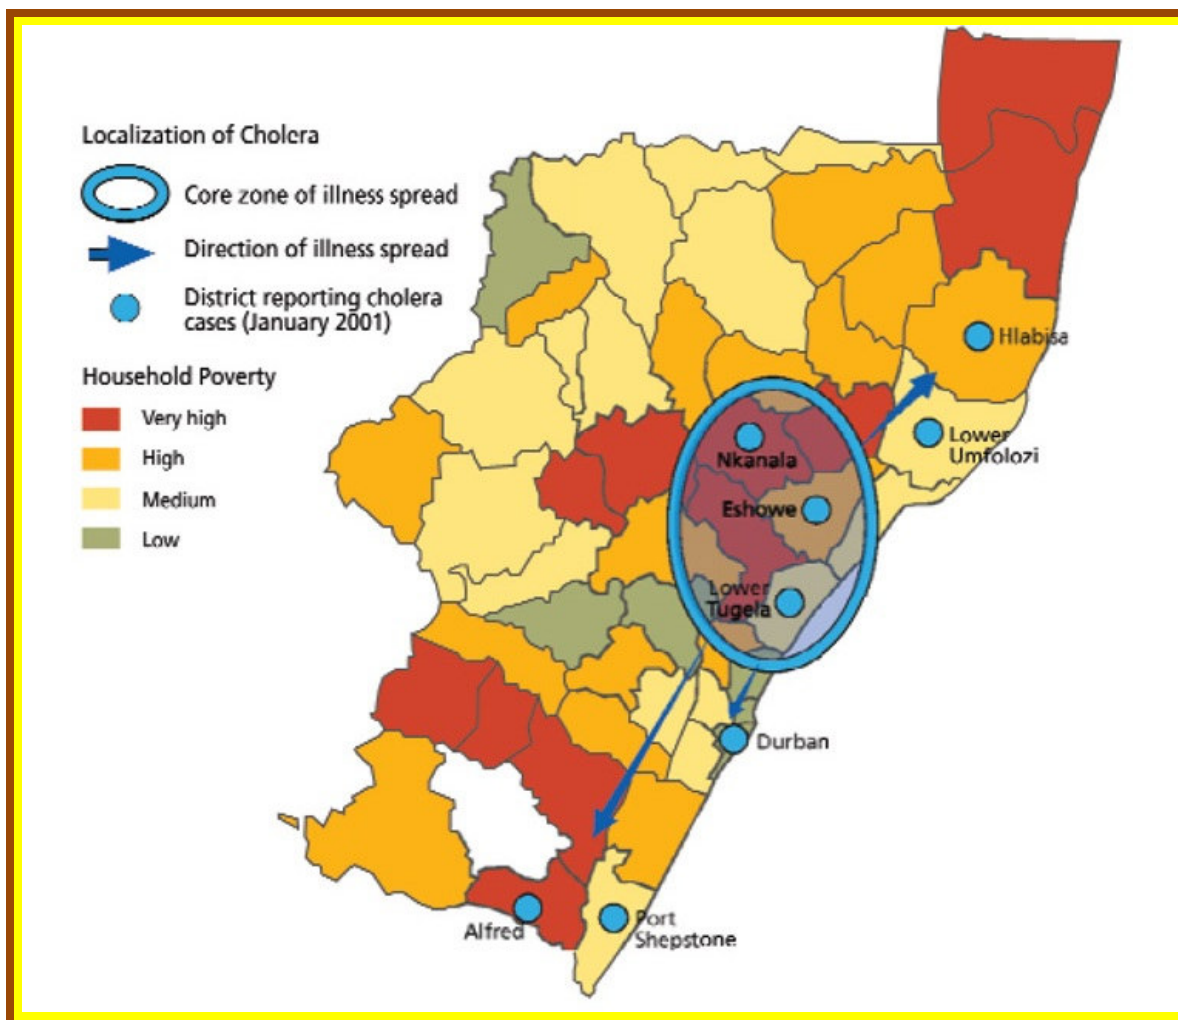 Localization of Cholera
Core zone of illness spread
Direction of illness spread
District reporting cholera
cases (January 2001)
Household Poverty
Very high
High
Medium
Low
Hlabisa
Lower
Umfolozi
Nkanala
Eshowe
Lower
Tugela
Durban
Alfred
Port
Shepstone